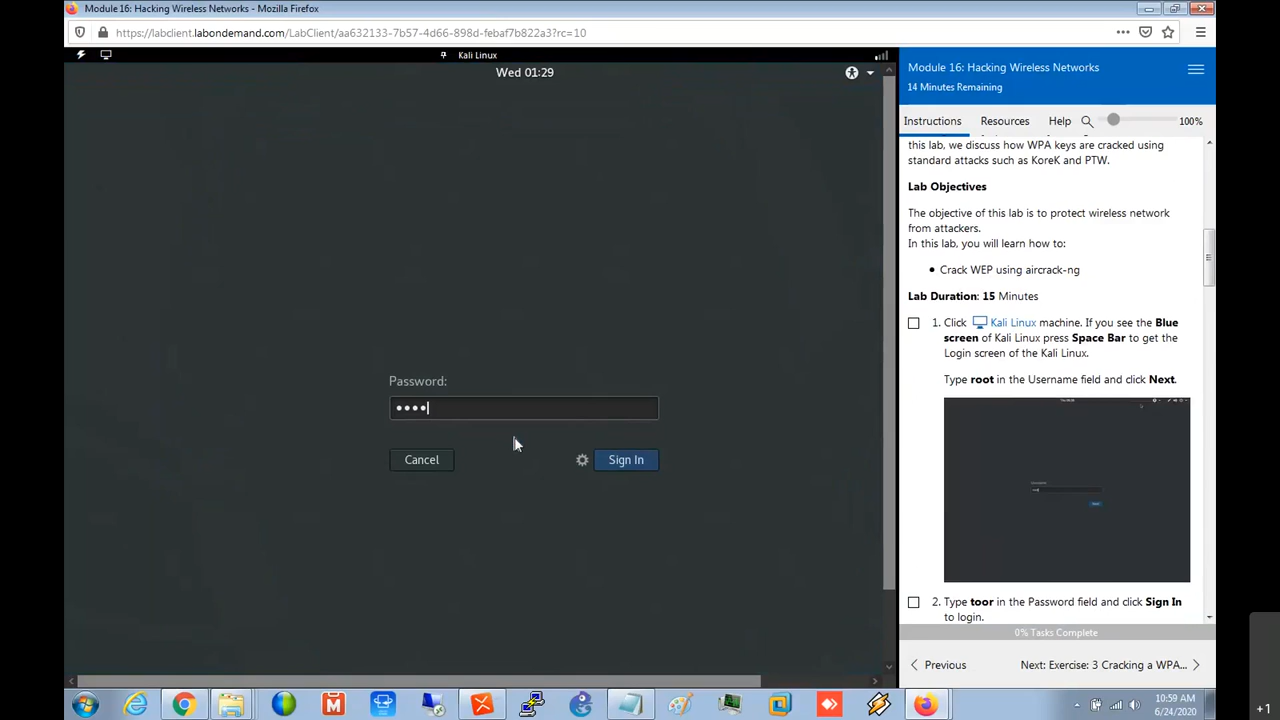 Module 16: Hacking Wireless Networks - Mozilla Firefox
https://labclient.labondemand.com/LabClient/aa632133-7b57-4d66-898d-febaf7b822a3?rc=10
Kali Linux
Wed 01:29
Password:
Cancel
Sign In
Module 16: Hacking Wireless Networks
14 Minutes Remaining
Instructions Resources Help 100%
this lab, we discuss how WPA keys are cracked using
standard attacks such as KoreK and PTW.
Lab Objectives
The objective of this lab is to protect wireless network
from attackers.
In this lab, you will learn how to:
• Crack WEP using aircrack-ng
Lab Duration: 15 Minutes
1. Click Kali Linux machine. If you see the Blue
screen of Kali Linux press Space Bar to get the
Login screen of the Kali Linux.
Type root in the Username field and click Next.
2. Type toor in the Password field and click Sign In
to login.
0% Tasks Complete
Previous
Next: Exercise: 3 Cracking a WPA...
10:59 AM
6/24/2020
+1